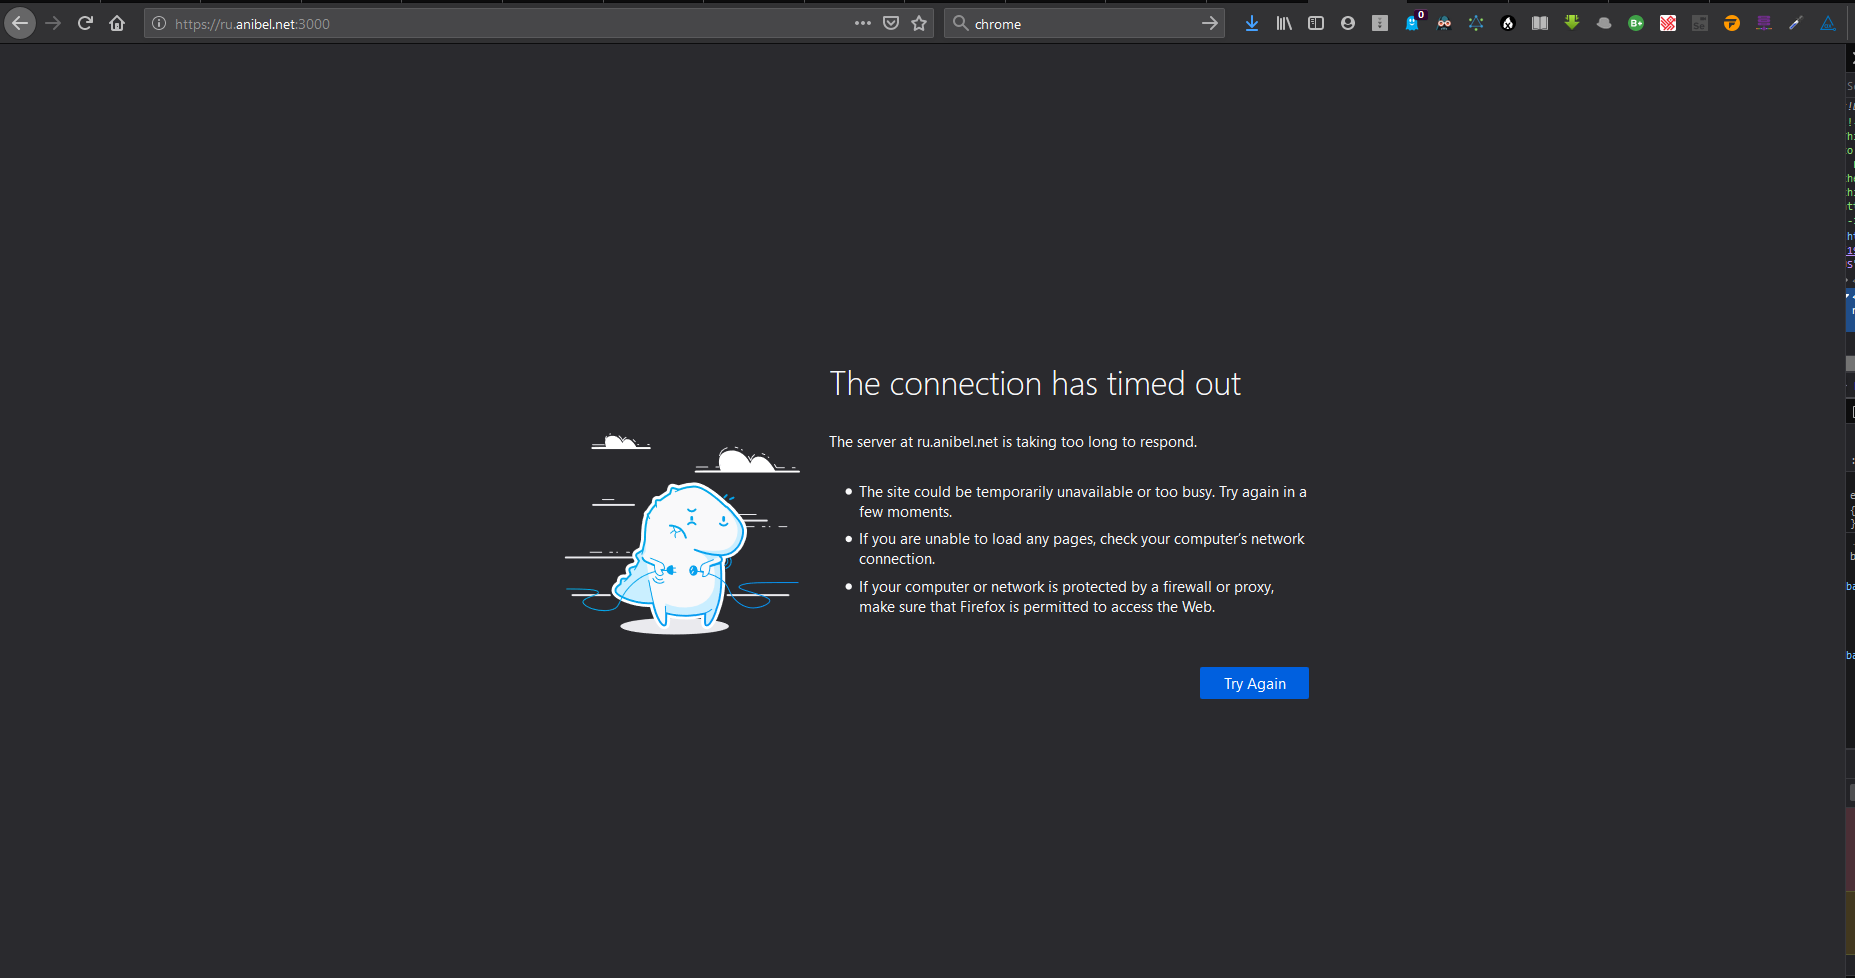 https://ru.anibel.net:3000
chrome
0
B+
Se
The connection has timed out
The server at ru.anibel.net is taking too long to respond.
The site could be temporarily unavailable or too busy. Try again in a
few moments.
If you are unable to load any pages, check your computer’s network
connection.
If your computer or network is protected by a firewall or proxy,
make sure that Firefox is permitted to access the Web.
Try Again